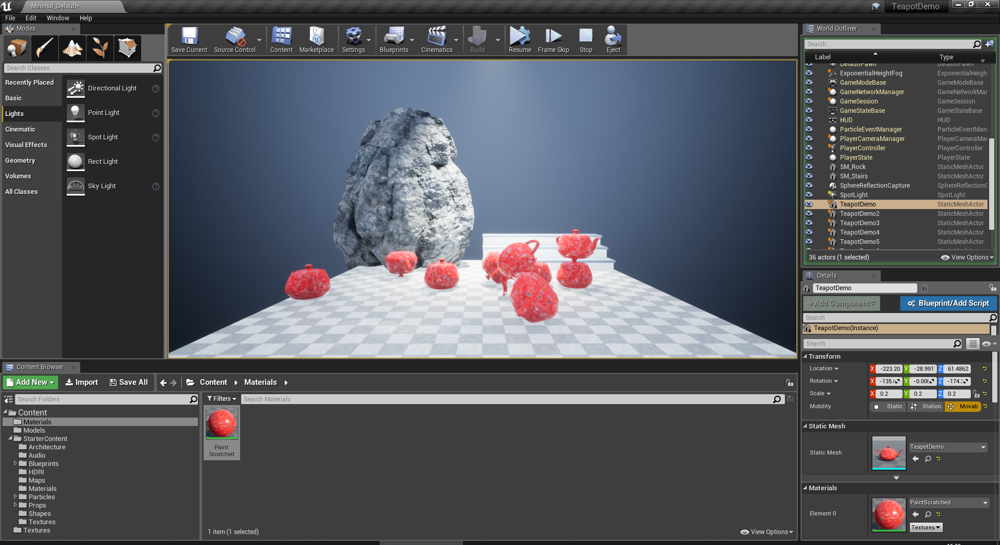 Minimal_Default*
TeapotDemo
File Edit Window Help
Modes
Search Classes
Recently Placed
Basic
Lights
Cinematic
Visual Effects
Geometry
Volumes
All Classes
Directional Light
Point Light
Spot Light
Rect Light
Sky Light
Save Current Source Control Content Marketplace Settings Blueprints Cinematics Build Resume Frame Skip Stop Eject
World Outliner
Search...
Label Type
DefaultPawn DefaultPawn
ExponentialHeightFog ExponentialHeigh
GameModeBase GameModeBase
GameNetworkManager GameNetworkMar
GameSession GameSession
GameStateBase GameStateBase
HUD HUD
ParticleEventManager ParticleEventMan
PlayerCameraManager PlayerCameraMar
PlayerController PlayerController
PlayerState PlayerState
SM_Rock StaticMeshActor
SM_Stairs StaticMeshActor
SphereReflectionCapture SphereReflectionC
SpotLight SpotLight
TeapotDemo StaticMeshActor
TeapotDemo2 StaticMeshActor
TeapotDemo3 StaticMeshActor
TeapotDemo4 StaticMeshActor
TeapotDemo5 StaticMeshActor
36 actors (1 selected) View Options
Details
TeapotDemo
+Add Component Blueprint/Add Script
Search
TeapotDemo(Instance)
Search
Transform
Location X -223.20 Y -28.991 Z 61.4862
Rotation X -135.( Y -0.00( Z -174.
Scale X 0.2 Y 0.2 Z 0.2
Mobility Static Station Movab
Static Mesh
Static Mesh TeapotDemo
Materials
Element 0 PaintScratched
Textures
Content Browser
Add New Import Save All Content Materials
Search Folders
Content
Materials
Models
StarterContent
Architecture
Audio
Blueprints
HDRI
Maps
Materials
Particles
Props
Shapes
Textures
Textures
Filters Search Materials
Paint
Scratched
1 item (1 selected) View Options